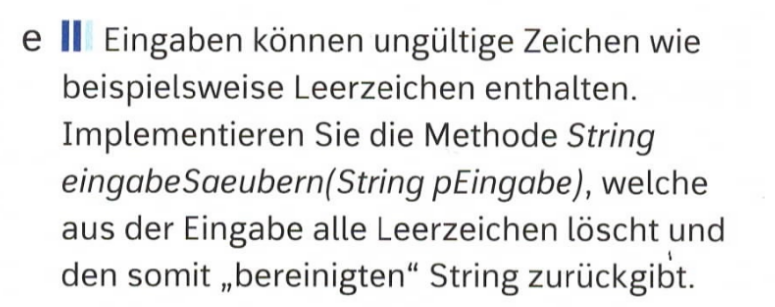 e Eingaben können ungültige Zeichen wie
beispielsweise Leerzeichen enthalten.
Implementieren Sie die Methode String
eingabeSaeubern(String pEingabe), welche
aus der Eingabe alle Leerzeichen löscht und
den somit „bereinigten“ String zurückgibt.